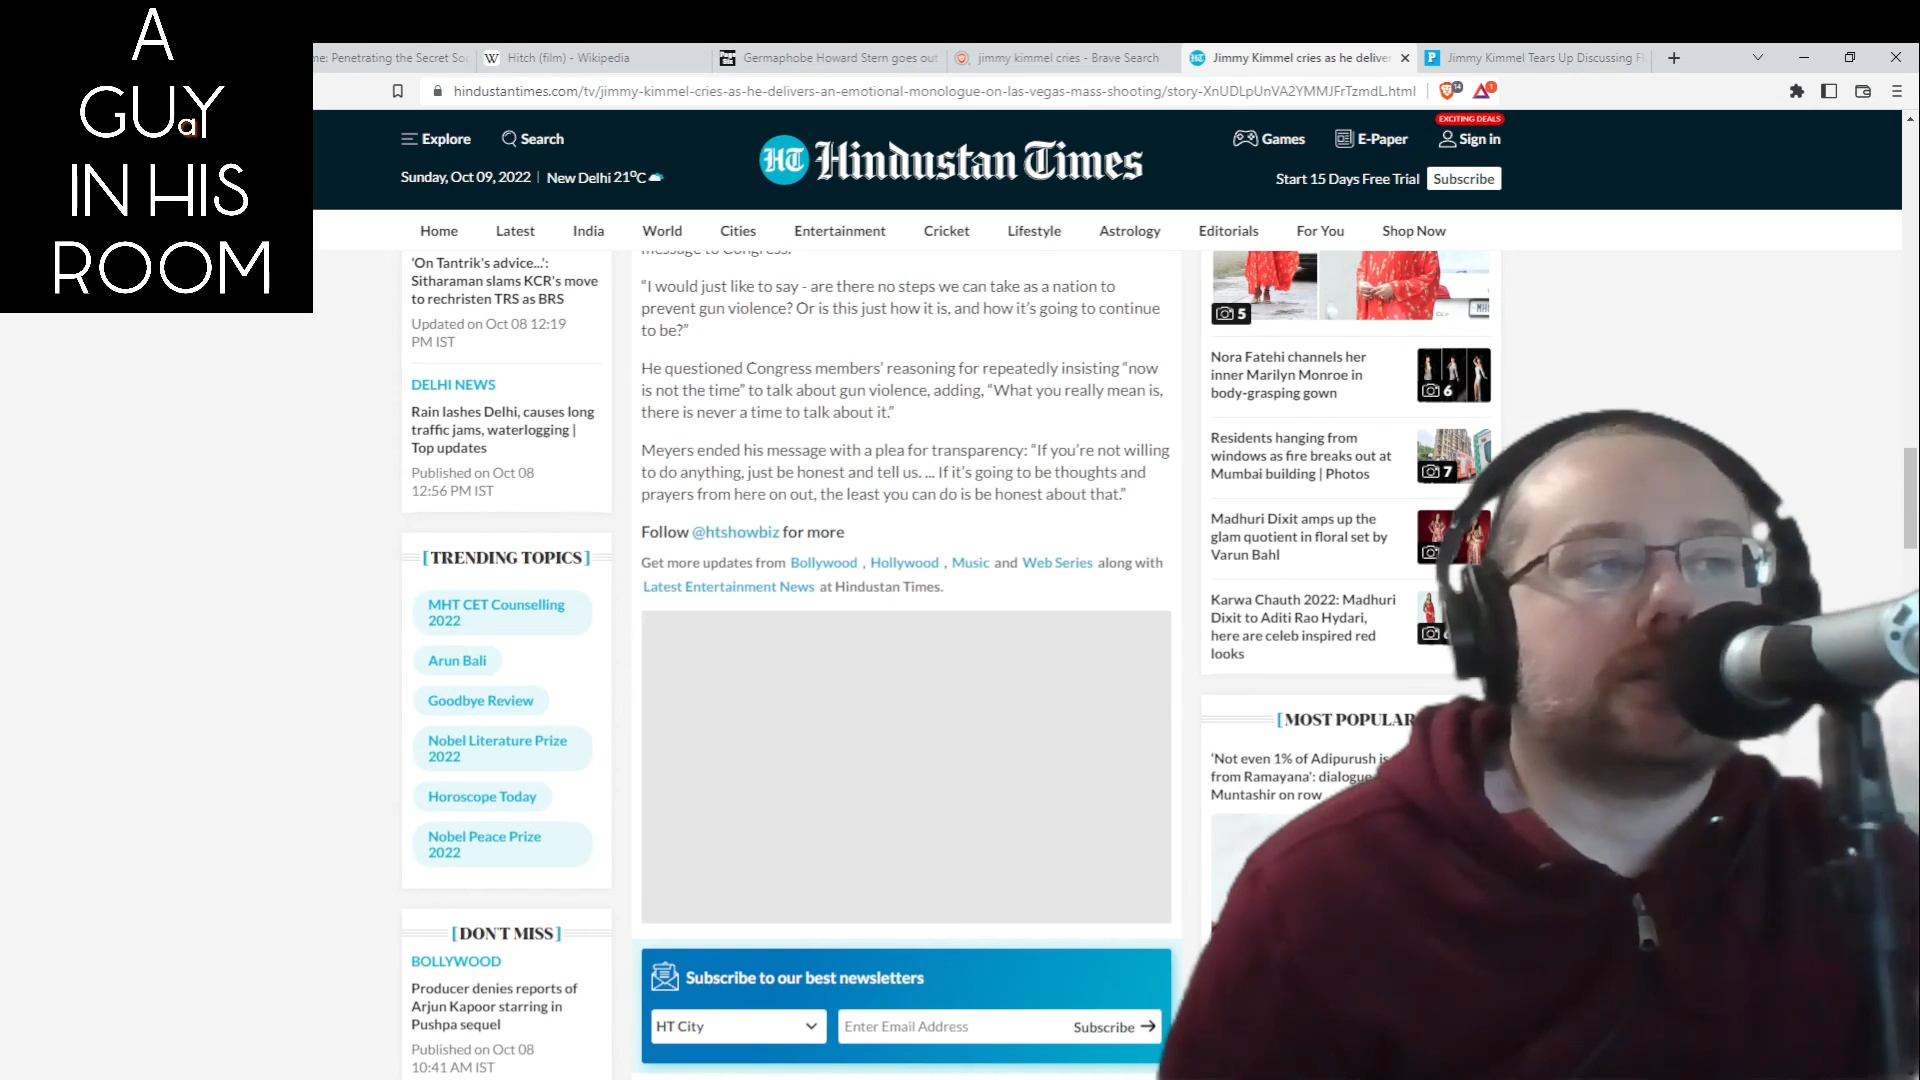 A
GUaY
IN HIS
ROOM
me: Penetrating the Secret Soc
Hitch (film) - Wikipedia
Germaphobe Howard Stern goes out
jimmy kimmel cries - Brave Search
Jimmy Kimmel cries as he deliver
Jimmy Kimmel Tears Up Discussing Fl
hindustantimes.com/tv/jimmy-kimmel-cries-as-he-delivers-an-emotional-monologue-on-las-vegas-mass-shooting/story-XnUDLpUnVA2YMMJFrTzmdL.html
14
1
Explore
Search
HT Hindustan Times
Games
E-Paper
EXCITING DEALS
Sign in
Sunday, Oct 09, 2022 | New Delhi 21°C
Start 15 Days Free Trial
Subscribe
Home Latest India World Cities Entertainment Cricket Lifestyle Astrology Editorials For You Shop Now
'On Tantrik's advice...':
Sitharaman slams KCR's move
to rechristen TRS as BRS
Updated on Oct 08 12:19
PM IST
DELHI NEWS
Rain lashes Delhi, causes long
traffic jams, waterlogging |
Top updates
Published on Oct 08
12:56 PM IST
[TRENDING TOPICS]
MHT CET Counselling
2022
Arun Bali
Goodbye Review
Nobel Literature Prize
2022
Horoscope Today
Nobel Peace Prize
2022
[DON'T MISS]
BOLLYWOOD
Producer denies reports of
Arjun Kapoor starring in
Pushpa sequel
Published on Oct 08
10:41 AM IST
message to Congress.
“I would just like to say - are there no steps we can take as a nation to
prevent gun violence? Or is this just how it is, and how it’s going to continue
to be?”
He questioned Congress members’ reasoning for repeatedly insisting “now
is not the time” to talk about gun violence, adding, “What you really mean is,
there is never a time to talk about it.”
Meyers ended his message with a plea for transparency: “If you’re not willing
to do anything, just be honest and tell us. ... If it’s going to be thoughts and
prayers from here on out, the least you can do is be honest about that.”
Follow @htshowbiz for more
Get more updates from Bollywood , Hollywood , Music and Web Series along with
Latest Entertainment News at Hindustan Times.
Subscribe to our best newsletters
HT City
Enter Email Address
Subscribe
5
Nora Fatehi channels her
inner Marilyn Monroe in
body-grasping gown
6
Residents hanging from
windows as fire breaks out at
Mumbai building | Photos
7
Madhuri Dixit amps up the
glam quotient in floral set by
Varun Bahl
Karwa Chauth 2022: Madhuri
Dixit to Aditi Rao Hydari,
here are celeb inspired red
looks
[MOST POPULAR
'Not even 1% of Adipurush is
from Ramayana': dialogue
Muntashir on row